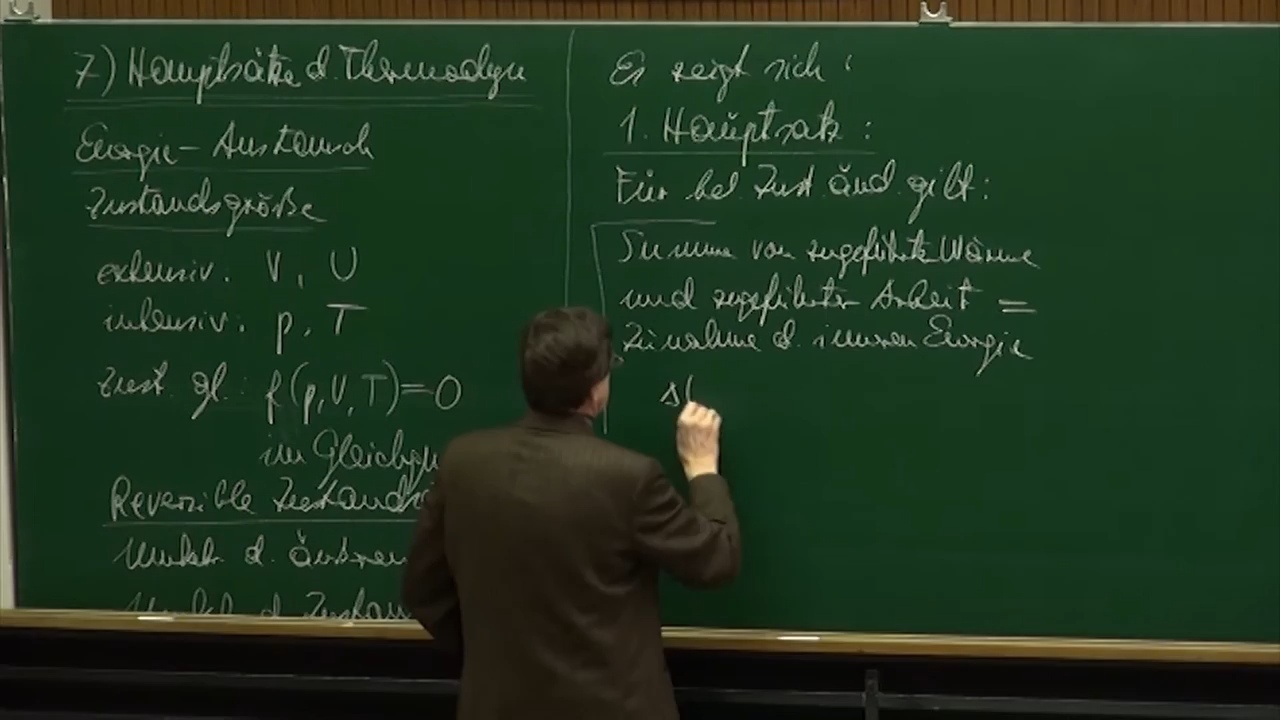 7) Hauptsätze d. Thermodyn
Energie-Austausch
Zustandsgröße
extensiv: V, U
intensiv: p, T
Zust. gl.: f(p,V,T)=0
im Gleichgew
Reversible Zustands
Umkehr d. äußeren
Umkehr d. Zustan
Es zeigt sich:
1. Hauptsatz:
Für bel. Zust.änd. gilt:
Summe von zugeführter Wärme
und zugeführter Arbeit =
Zunahme d. inneren Energie